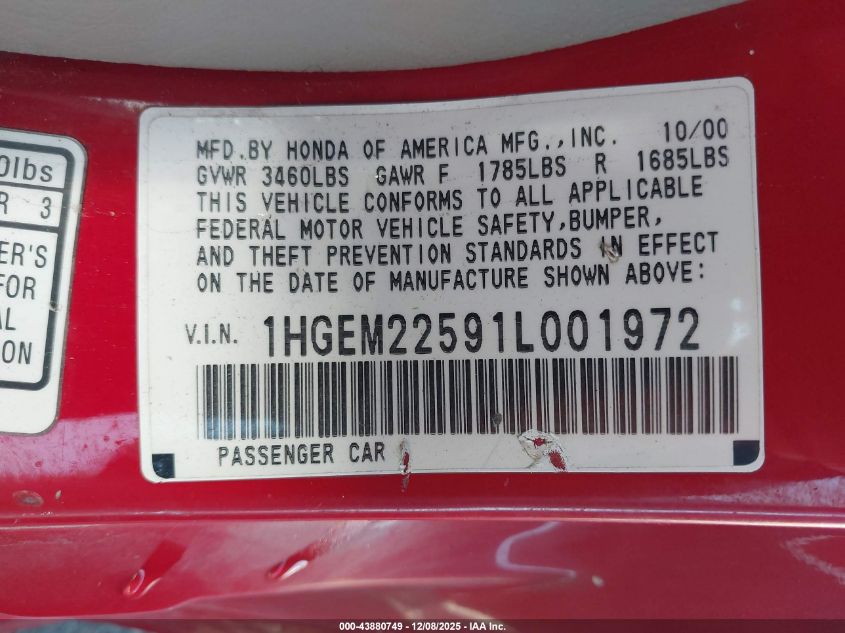 0lbs
R 3
ER'S
FOR
AL
ION
MFD.BY HONDA OF AMERICA MFG.,INC. 10/00
GVWR 3460LBS GAWR F 1785LBS R 1685LBS
THIS VEHICLE CONFORMS TO ALL APPLICABLE
FEDERAL MOTOR VEHICLE SAFETY,BUMPER,
AND THEFT PREVENTION STANDARDS IN EFFECT
ON THE DATE OF MANUFACTURE SHOWN ABOVE:
V.I.N. 1HGEM22591L001972
PASSENGER CAR
000-43880749 - 12/08/2025 - IAA Inc.